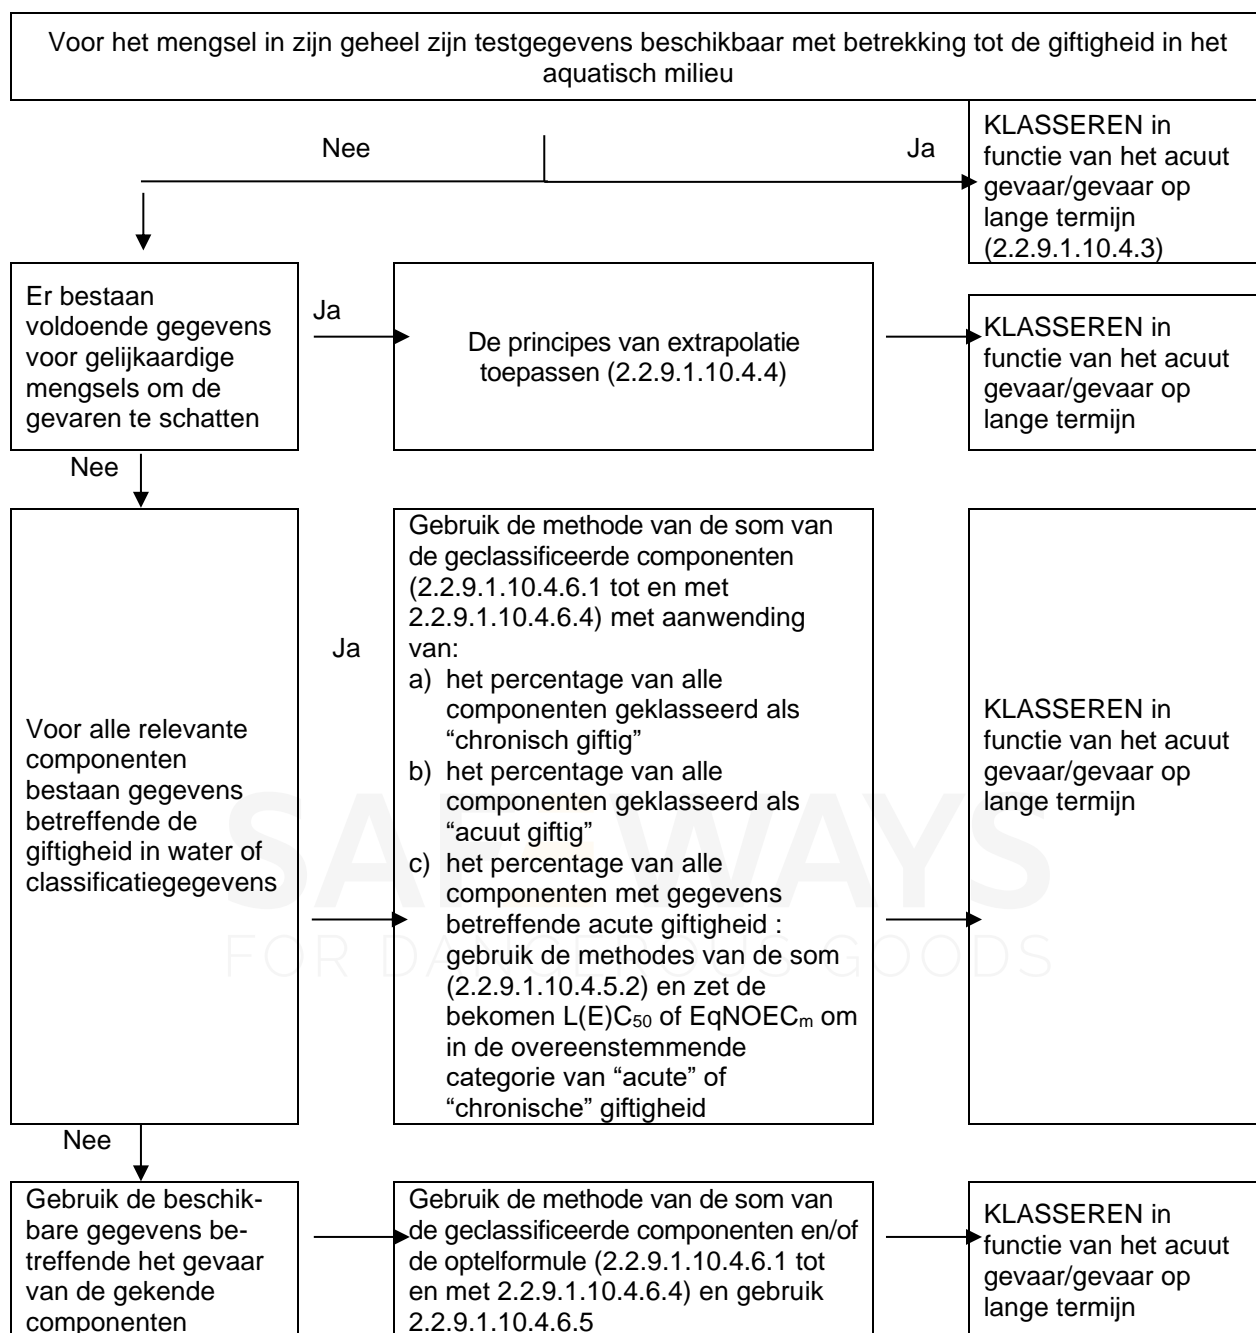 Voor het mengsel in zijn geheel zijn testgegevens beschikbaar met betrekking tot de giftigheid in het
aquatisch milieu
Nee
Ja
KLASSEREN in
functie van het acuut
gevaar/gevaar op
lange termijn
(2.2.9.1.10.4.3)
Er bestaan
voldoende gegevens
voor gelijkaardige
mengsels om de
gevaren te schatten
Ja
De principes van extrapolatie
toepassen (2.2.9.1.10.4.4)
KLASSEREN in
functie van het acuut
gevaar/gevaar op
lange termijn
Nee
Voor alle relevante
componenten
bestaan gegevens
betreffende de
giftigheid in water of
classificatiegegevens
Ja
Gebruik de methode van de som van
de geclassificeerde componenten
(2.2.9.1.10.4.6.1 tot en met
2.2.9.1.10.4.6.4) met aanwending
van:
a) het percentage van alle
componenten geklasseerd als
“chronisch giftig”
b) het percentage van alle
componenten geklasseerd als
“acuut giftig”
c) het percentage van alle
componenten met gegevens
betreffende acute giftigheid :
gebruik de methodes van de som
(2.2.9.1.10.4.5.2) en zet de
bekomen L(E)C50 of EqNOECm om
in de overeenstemmende
categorie van “acute” of
“chronische” giftigheid
KLASSEREN in
functie van het acuut
gevaar/gevaar op
lange termijn
SAFE WAYS
FOR DANGEROUS GOODS
Nee
Gebruik de beschik-
bare gegevens be-
treffende het gevaar
van de gekende
componenten
Gebruik de methode van de som van
de geclassificeerde componenten en/of
de optelformule (2.2.9.1.10.4.6.1 tot
en met 2.2.9.1.10.4.6.4) en gebruik
2.2.9.1.10.4.6.5
KLASSEREN in
functie van het acuut
gevaar/gevaar op
lange termijn